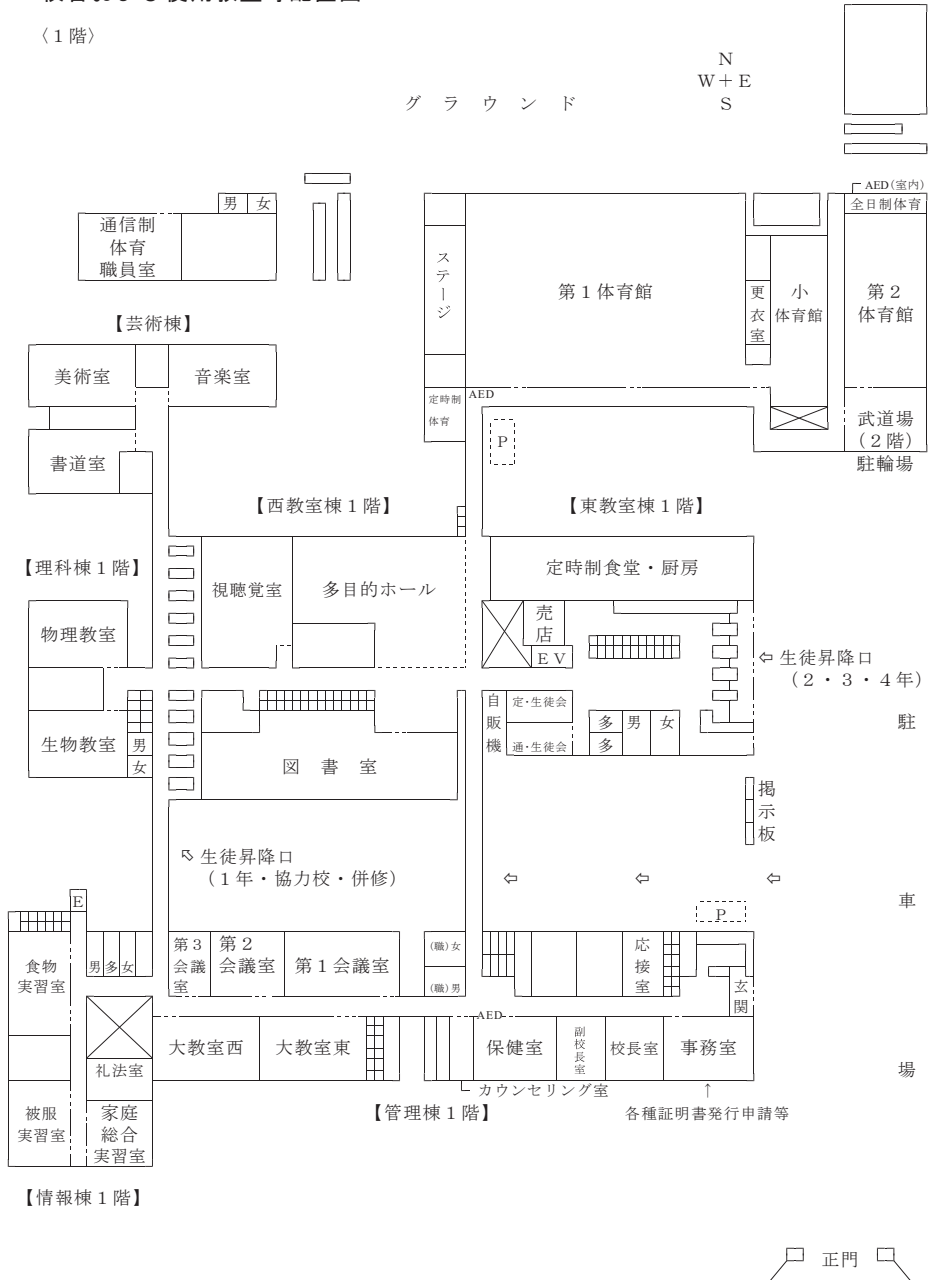 〈１階〉
N
W＋E
S
グラウンド
AED（室内）
全日制体育
男 女
通信制
体育
職員室
ステージ
第１体育館
更衣室
小
体育館
第２
体育館
【芸術棟】
美術室
音楽室
定時制
体育
AED
P
武道場
（２階）
駐輪場
書道室
【西教室棟１階】
【東教室棟１階】
【理科棟１階】
視聴覚室
多目的ホール
定時制食堂・厨房
物理教室
売店
ＥＶ
⇦ 生徒昇降口
（２・３・４年）
自販機
定・生徒会
通・生徒会
多
多
男
女
駐
生物教室
男
女
図書室
掲示板
生徒昇降口
（１年・協力校・併修）
⇦ ⇦ ⇦
車
E
P
食物
実習室
男 多 女
第３
会議
室
第２
会議室
第１会議室
(職)女
(職)男
応接室
玄関
AED
大教室西
大教室東
保健室
副校長室
校長室
事務室
礼法室
場
カウンセリング室
↑
各種証明書発行申請等
【管理棟１階】
被服
実習室
家庭
総合
実習室
【情報棟１階】
正門